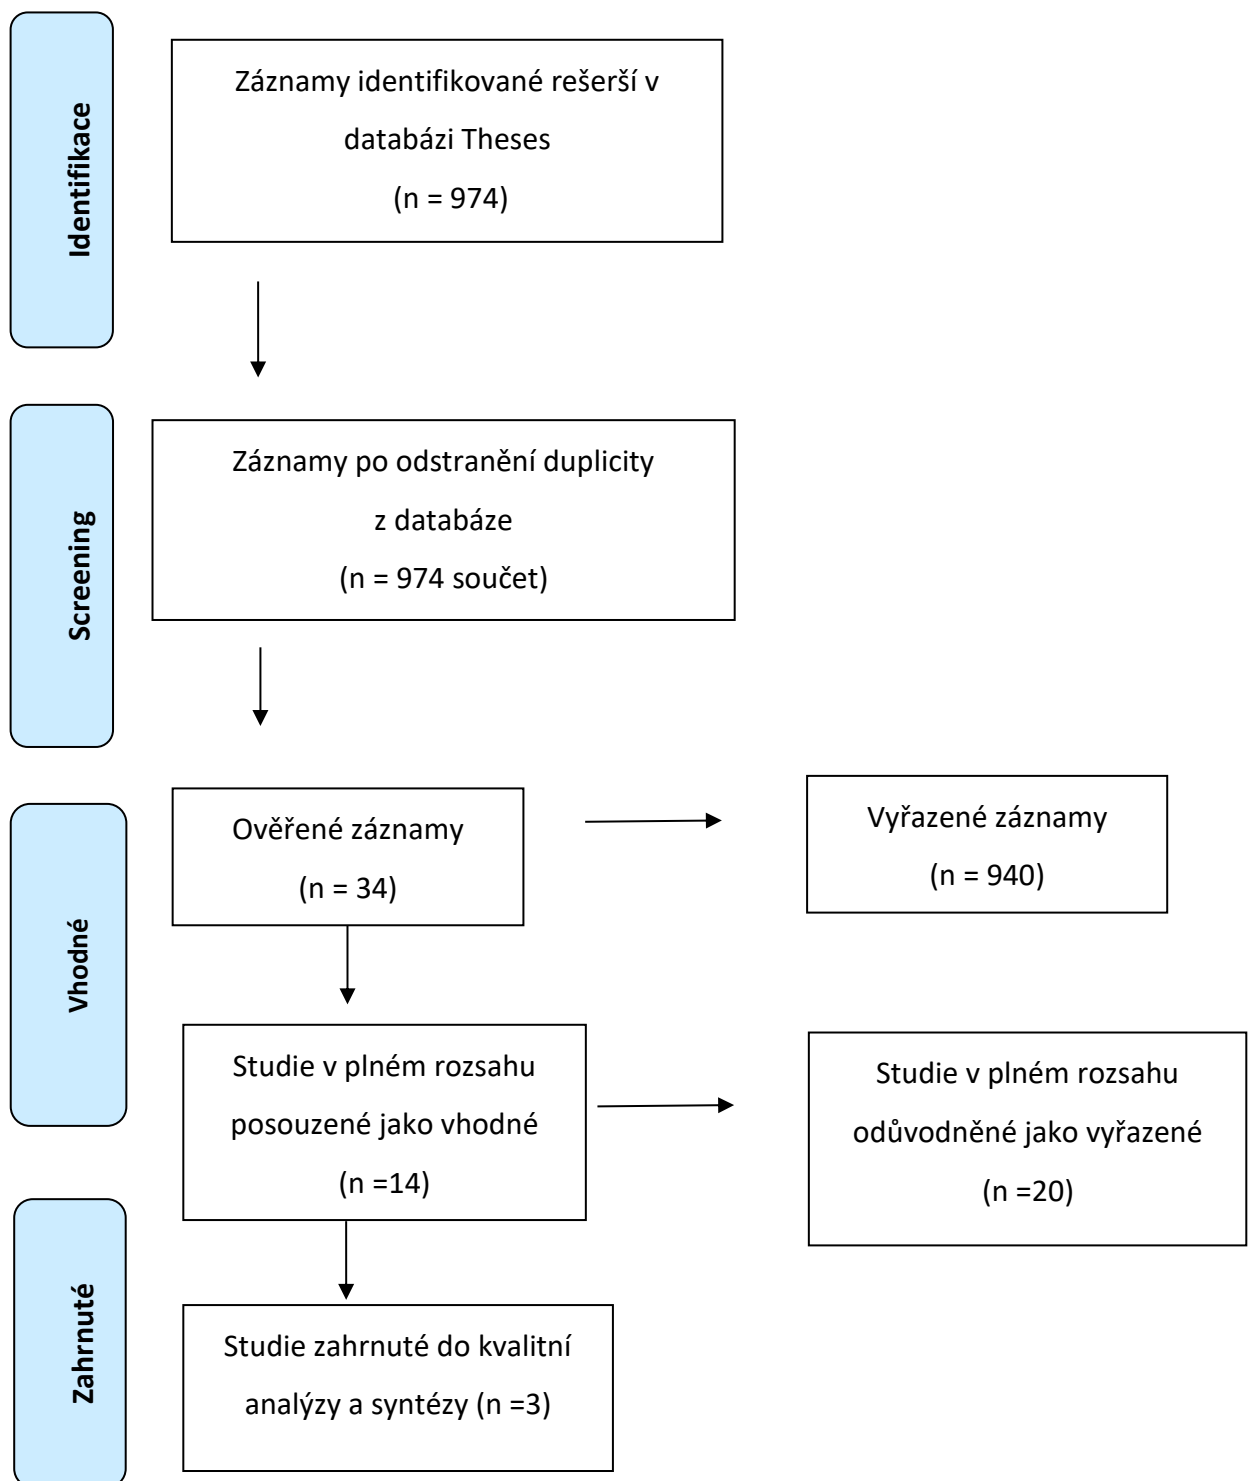 Identifikace
Záznamy identifikované rešerší v
databázi Theses
(n = 974)
Screening
Záznamy po odstranění duplicity
z databáze
(n = 974 součet)
Vhodné
Ověřené záznamy
(n = 34)
Vyřazené záznamy
(n = 940)
Studie v plném rozsahu
posouzené jako vhodné
(n =14)
Studie v plném rozsahu
odůvodněné jako vyřazené
(n =20)
Zahrnuté
Studie zahrnuté do kvalitní
analýzy a syntézy (n =3)